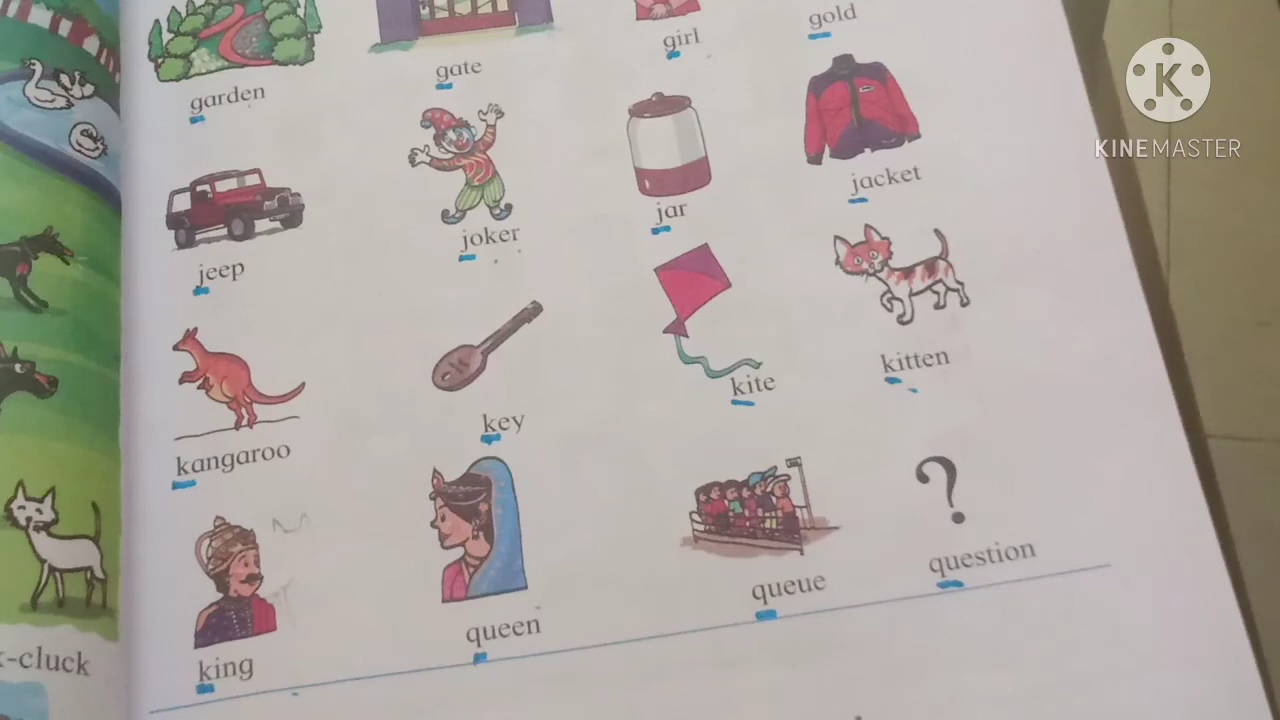 garden
gate
girl
gold
jeep
joker
jar
jacket
kangaroo
key
kite
kitten
king
queen
queue
question
-cluck
K
KINEMASTER